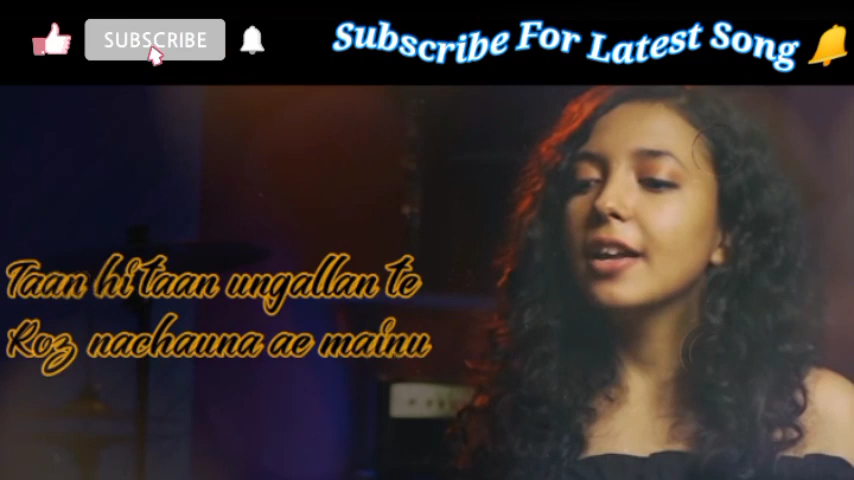 SUBSCRIBE
Subscribe For Latest Song
Taan hi taan ungallan te
Roz nachauna ae mainu